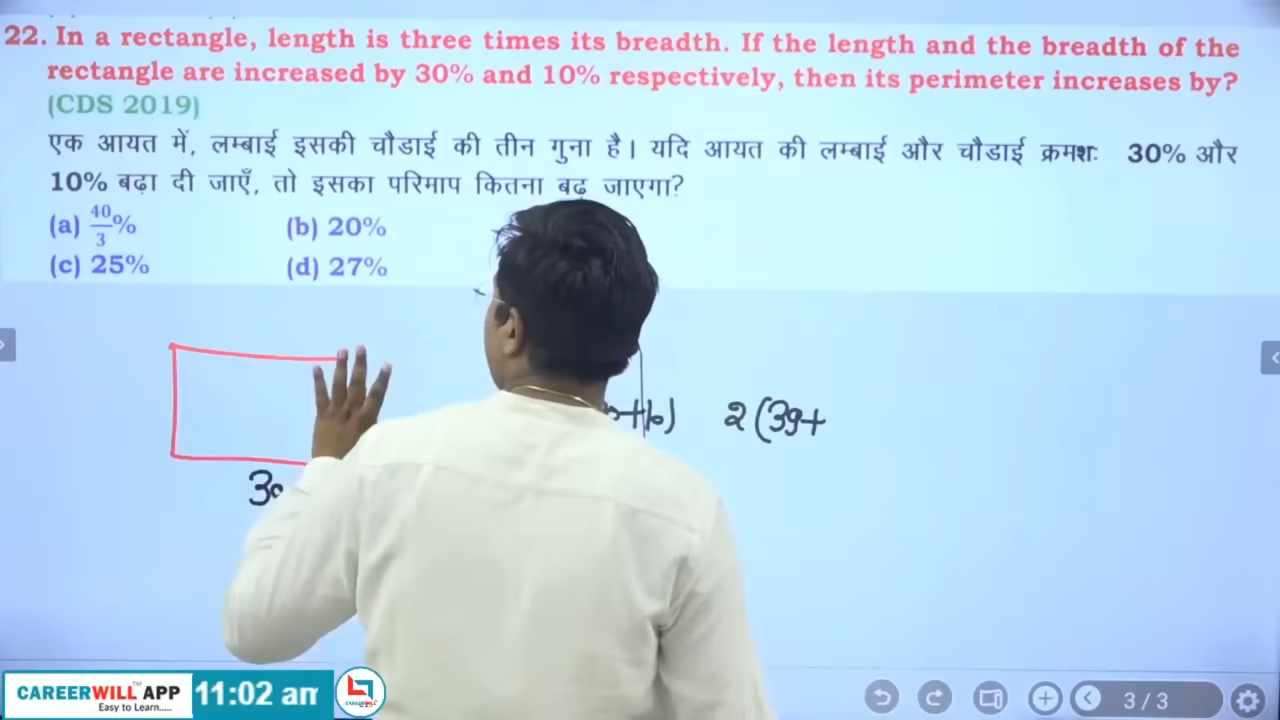 22. In a rectangle, length is three times its breadth. If the length and the breadth of the
rectangle are increased by 30% and 10% respectively, then its perimeter increases by?
(CDS 2019)
एक आयत में, लम्बाई इसकी चौडाई की तीन गुना है। यदि आयत की लम्बाई और चौडाई क्रमशः 30% और
10% बढ़ा दी जाएँ, तो इसका परिमाप कितना बढ़ जाएगा?
(a) 40/3% (b) 20%
(c) 25% (d) 27%
+b) 2(39+
CAREERWILL APP
Easy to Learn.....
11:02 am
CAREERWILL
3/3